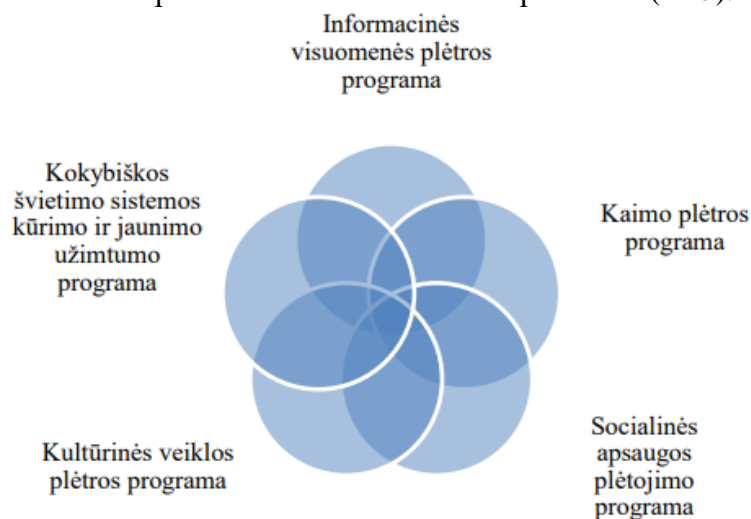 Informacinės
visuomenės plėtros
programa
Kokybiškos
švietimo sistemos
kūrimo ir jaunimo
užimtumo
programa
Kaimo plėtros
programa
Kultūrinės veiklos
plėtros programa
Socialinės
apsaugos
plėtojimo
programa